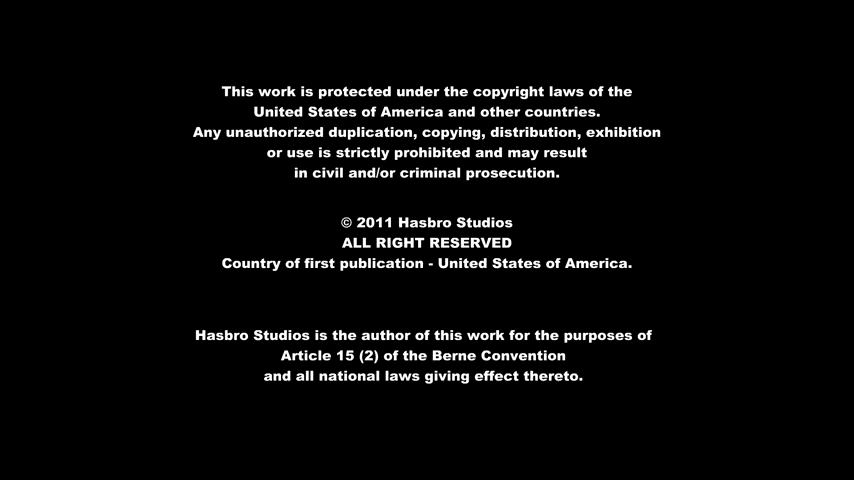 This work is protected under the copyright laws of the
United States of America and other countries.
Any unauthorized duplication, copying, distribution, exhibition
or use is strictly prohibited and may result
in civil and/or criminal prosecution.
© 2011 Hasbro Studios
ALL RIGHT RESERVED
Country of first publication - United States of America.
Hasbro Studios is the author of this work for the purposes of
Article 15 (2) of the Berne Convention
and all national laws giving effect thereto.